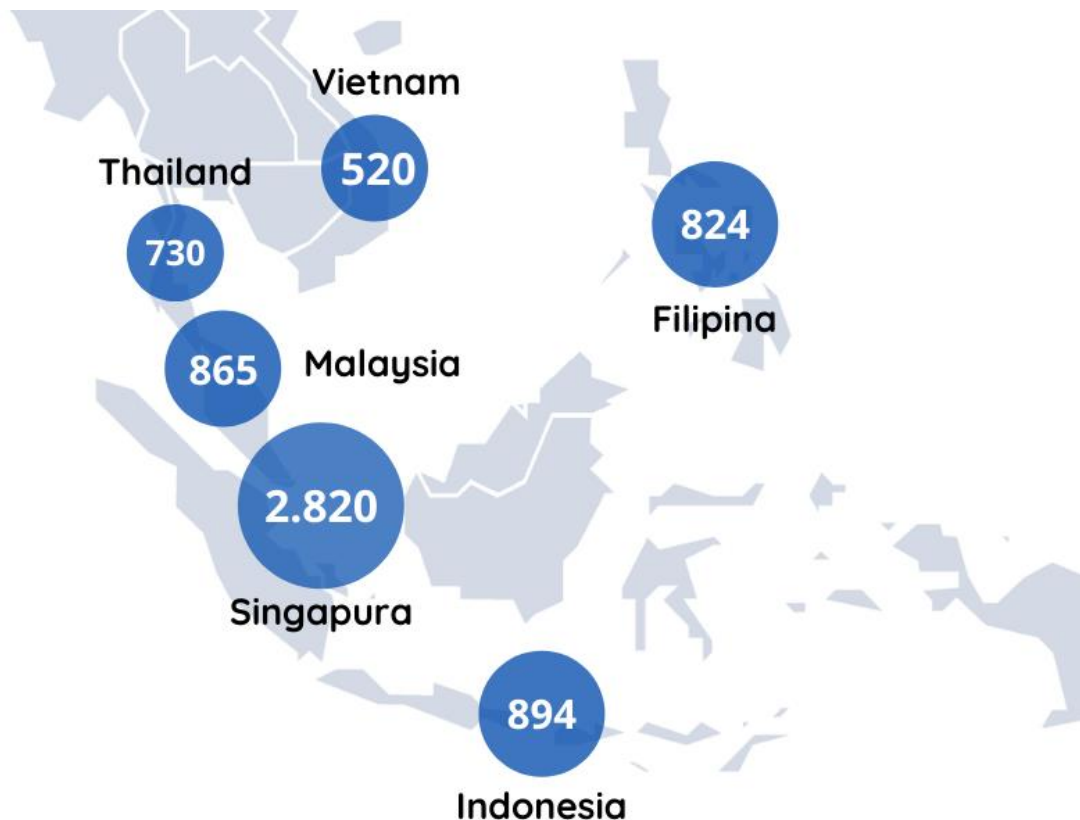 Vietnam
520
Thailand
730
824
Filipina
865
Malaysia
2.820
Singapura
894
Indonesia